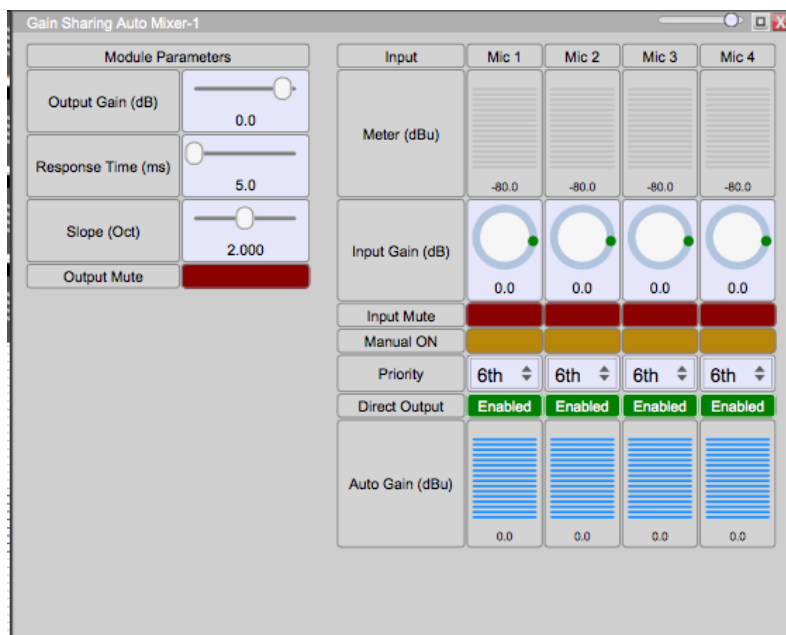 Gain Sharing Auto Mixer-1
X
Module Parameters
Output Gain (dB)
0.0
Response Time (ms)
5.0
Slope (Oct)
2.000
Output Mute
Input Mic 1 Mic 2 Mic 3 Mic 4
Meter (dBu)
-80.0 -80.0 -80.0 -80.0
Input Gain (dB)
0.0 0.0 0.0 0.0
Input Mute
Manual ON
Priority 6th 6th 6th 6th
Direct Output Enabled Enabled Enabled Enabled
Auto Gain (dBu)
0.0 0.0 0.0 0.0